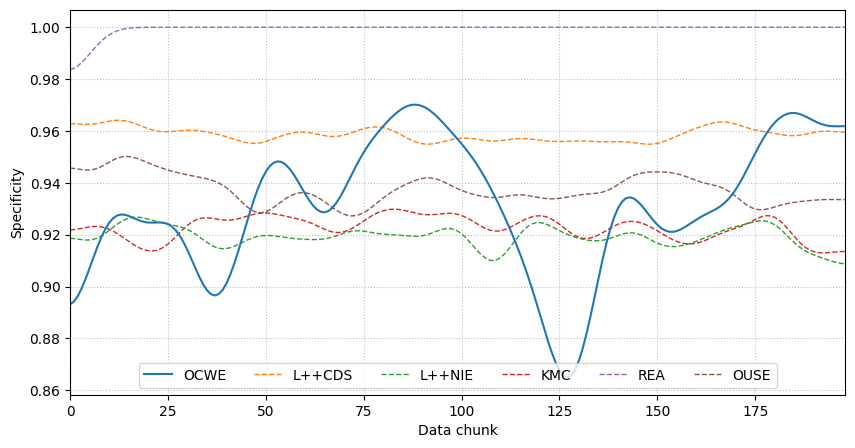 1.00
0.98
0.96
0.94
0.92
0.90
0.88
0.86
Specificity
OCWE L++CDS L++NIE KMC REA OUSE
0 25 50 75 100 125 150 175
Data chunk